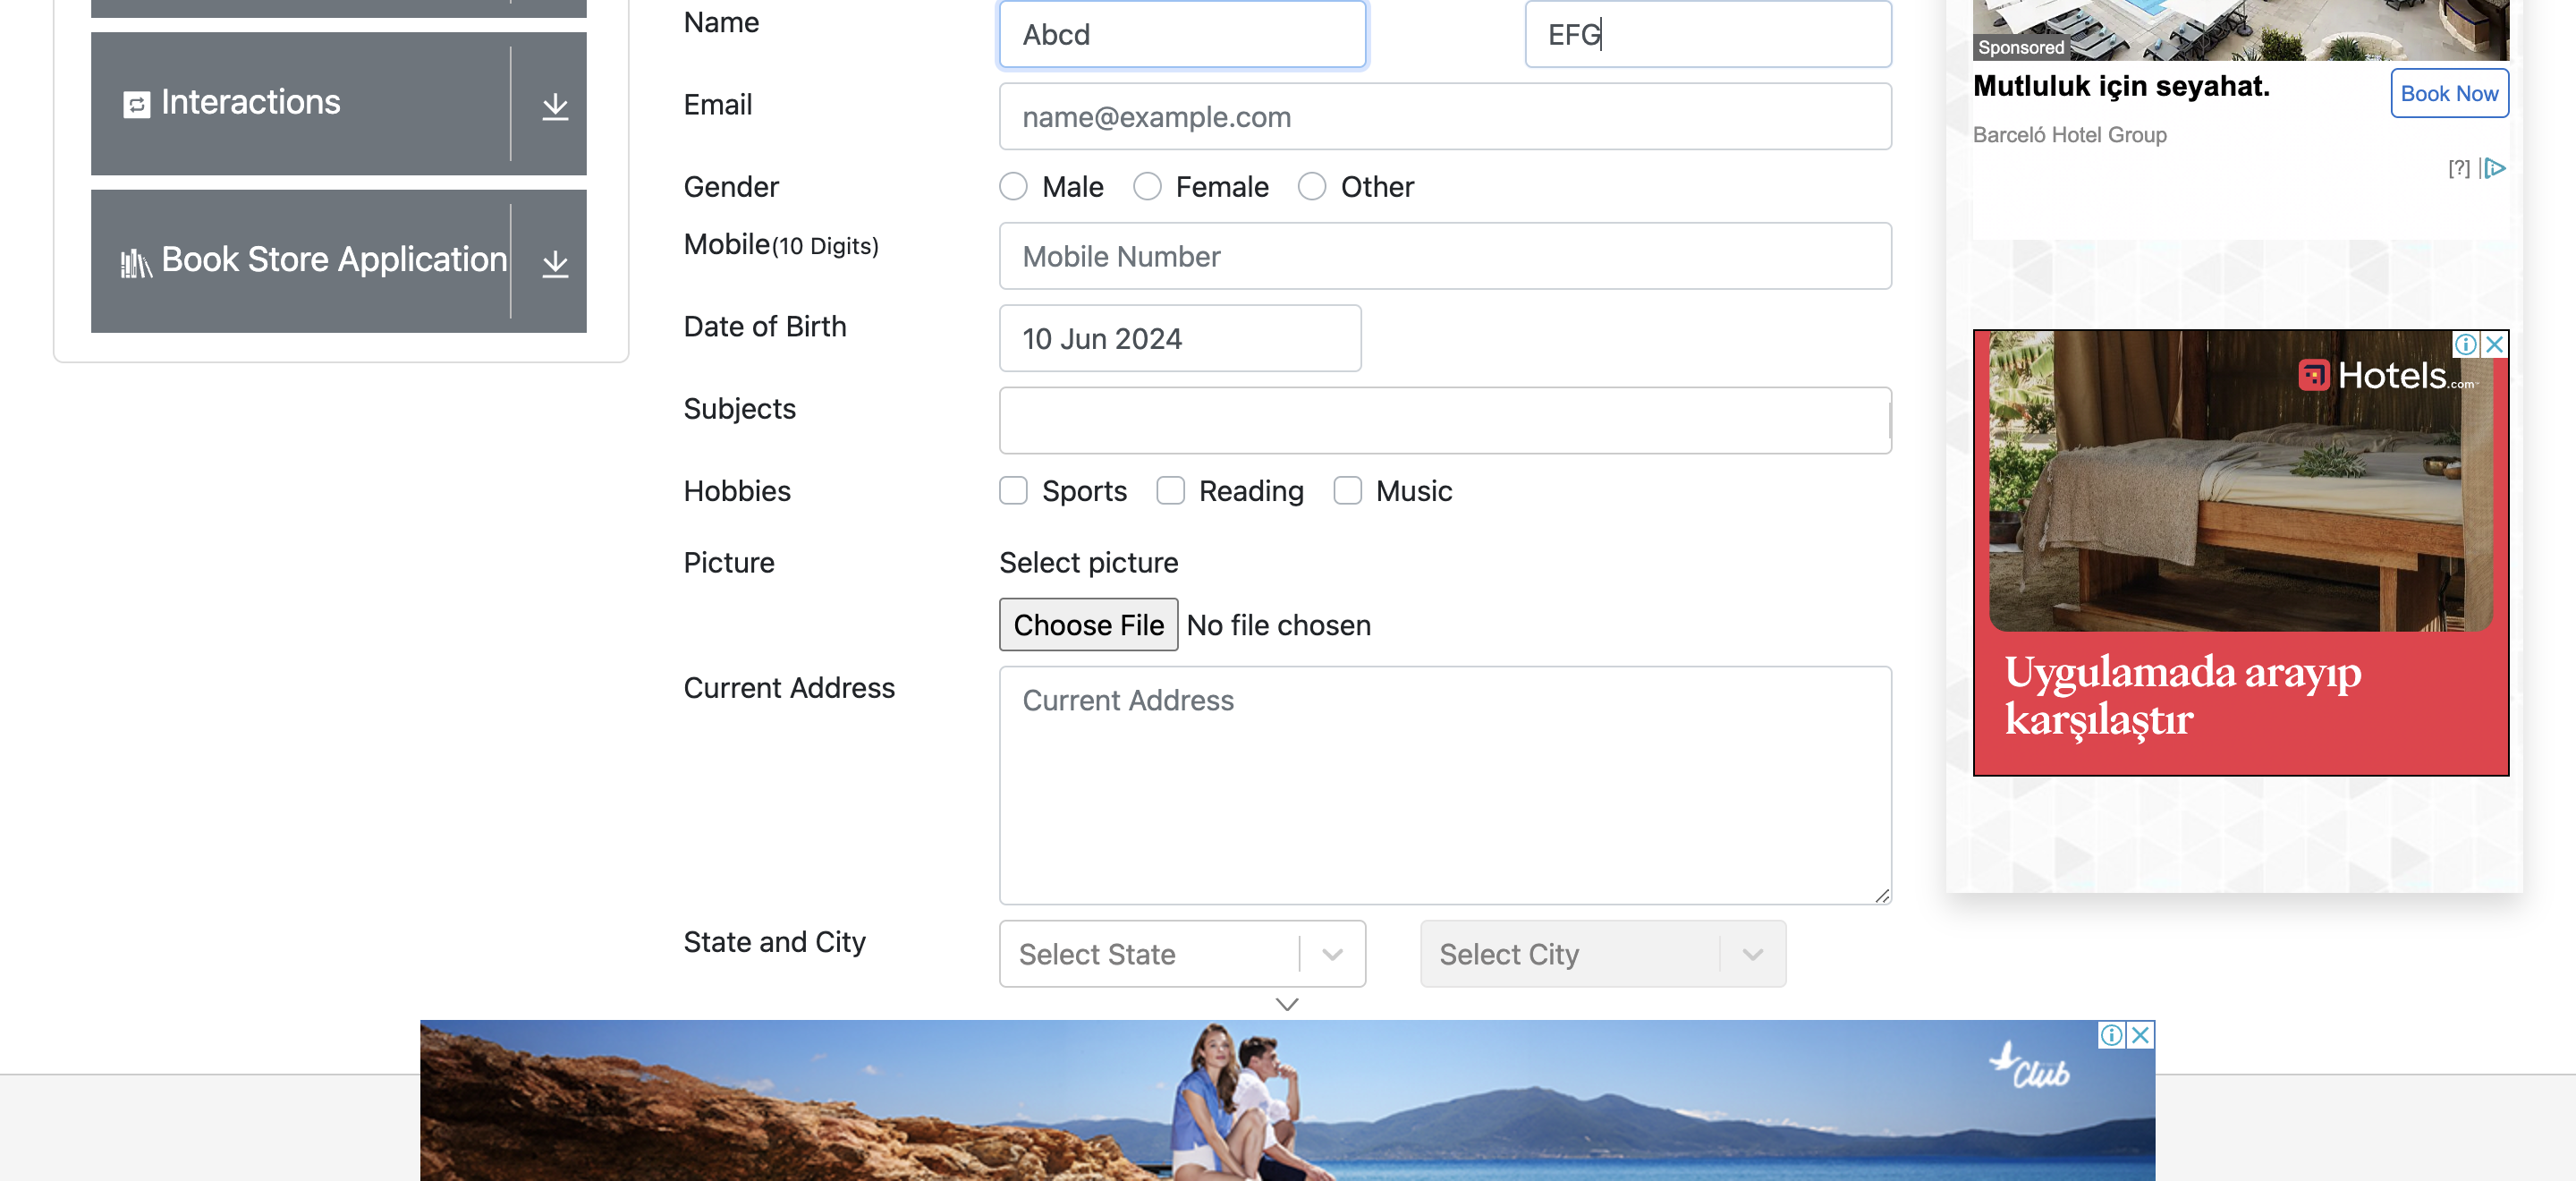 Name
Abcd
EFG
Email
name@example.com
Gender
Male
Female
Other
Mobile(10 Digits)
Mobile Number
Date of Birth
10 Jun 2024
Subjects
Hobbies
Sports
Reading
Music
Picture
Select picture
Choose File No file chosen
Current Address
Current Address
State and City
Select State
Select City
Interactions
Book Store Application
Sponsored
Mutluluk için seyahat.
Book Now
Barceló Hotel Group
[?]
Hotels.com
Uygulamada arayıp
karşılaştır
Club